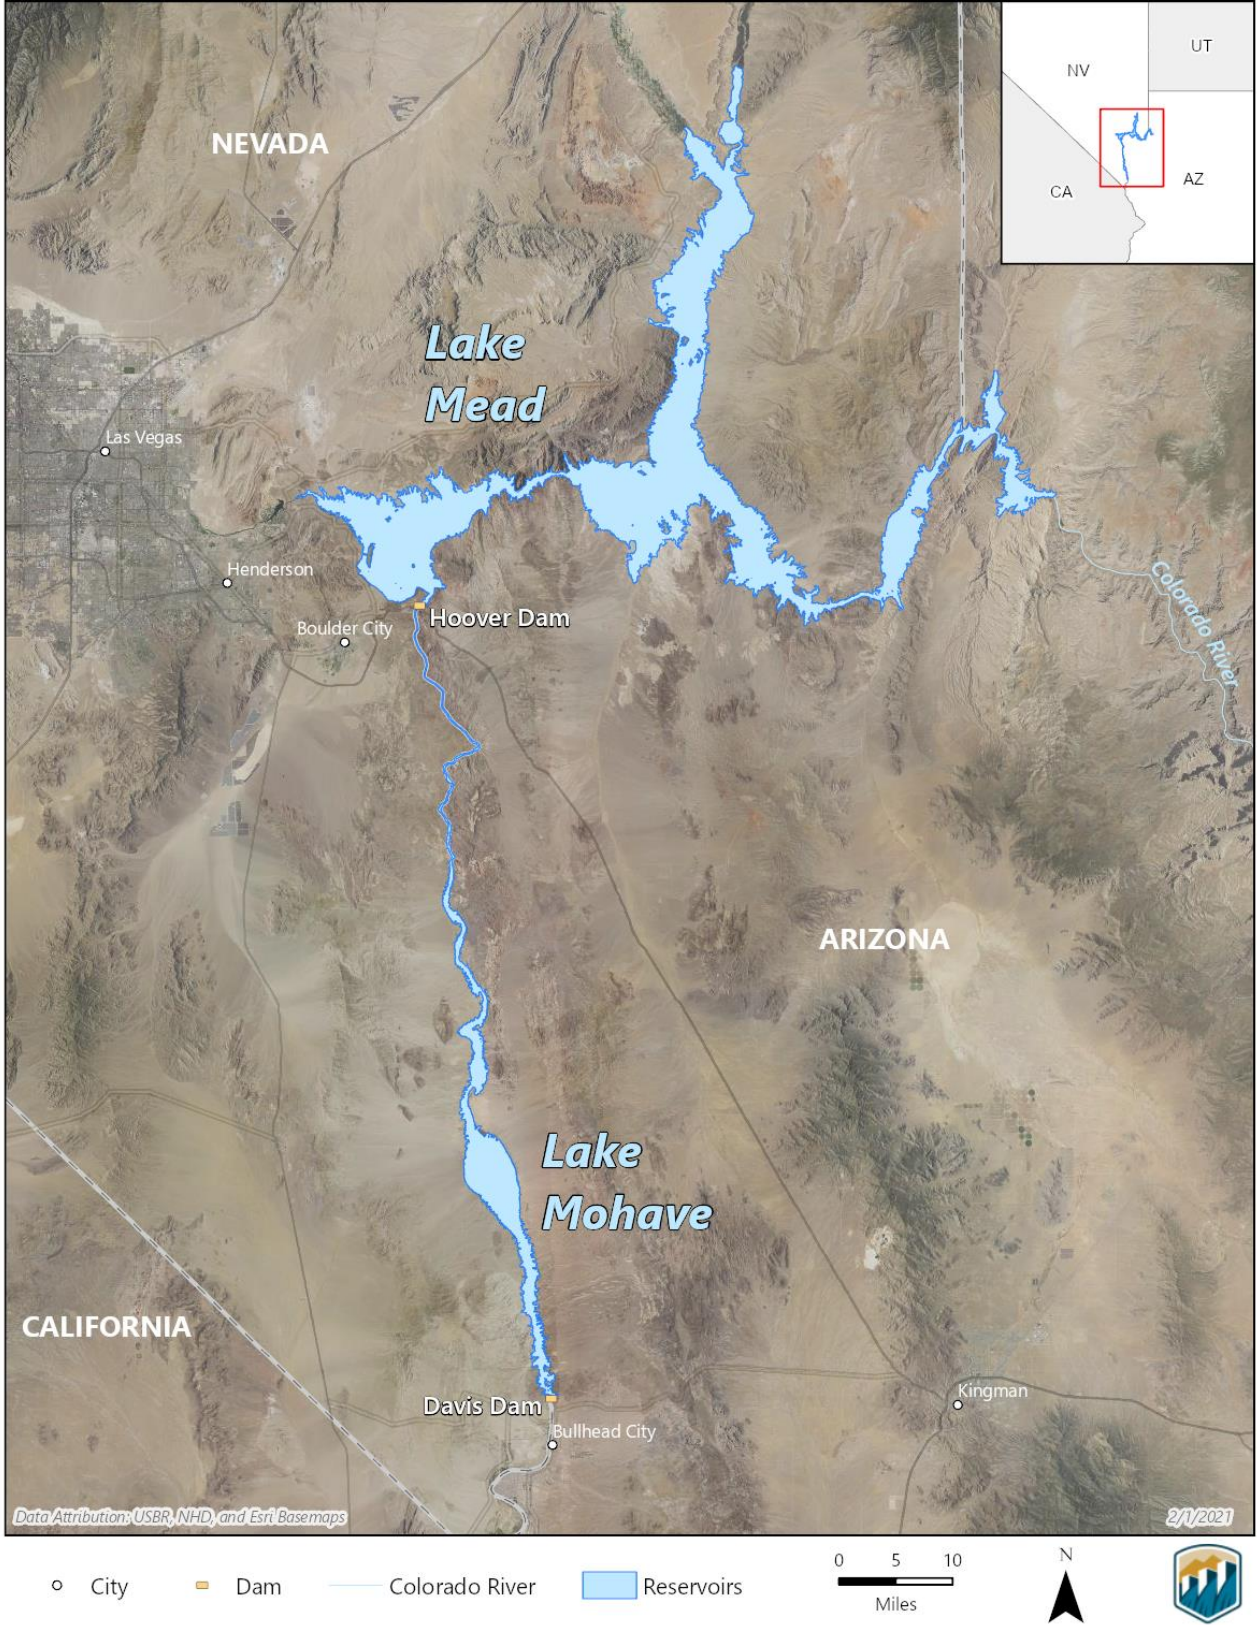 UT
NV
CA
AZ
NEVADA
Lake
Mead
Las Vegas
Henderson
Boulder City
Hoover Dam
Colorado River
ARIZONA
Lake
Mohave
CALIFORNIA
Davis Dam
Bullhead City
Kingman
Data Attribution: USBR, NHD, and Esri Basemaps
2/1/2021
City
Dam
Colorado River
Reservoirs
0 5 10
Miles
N